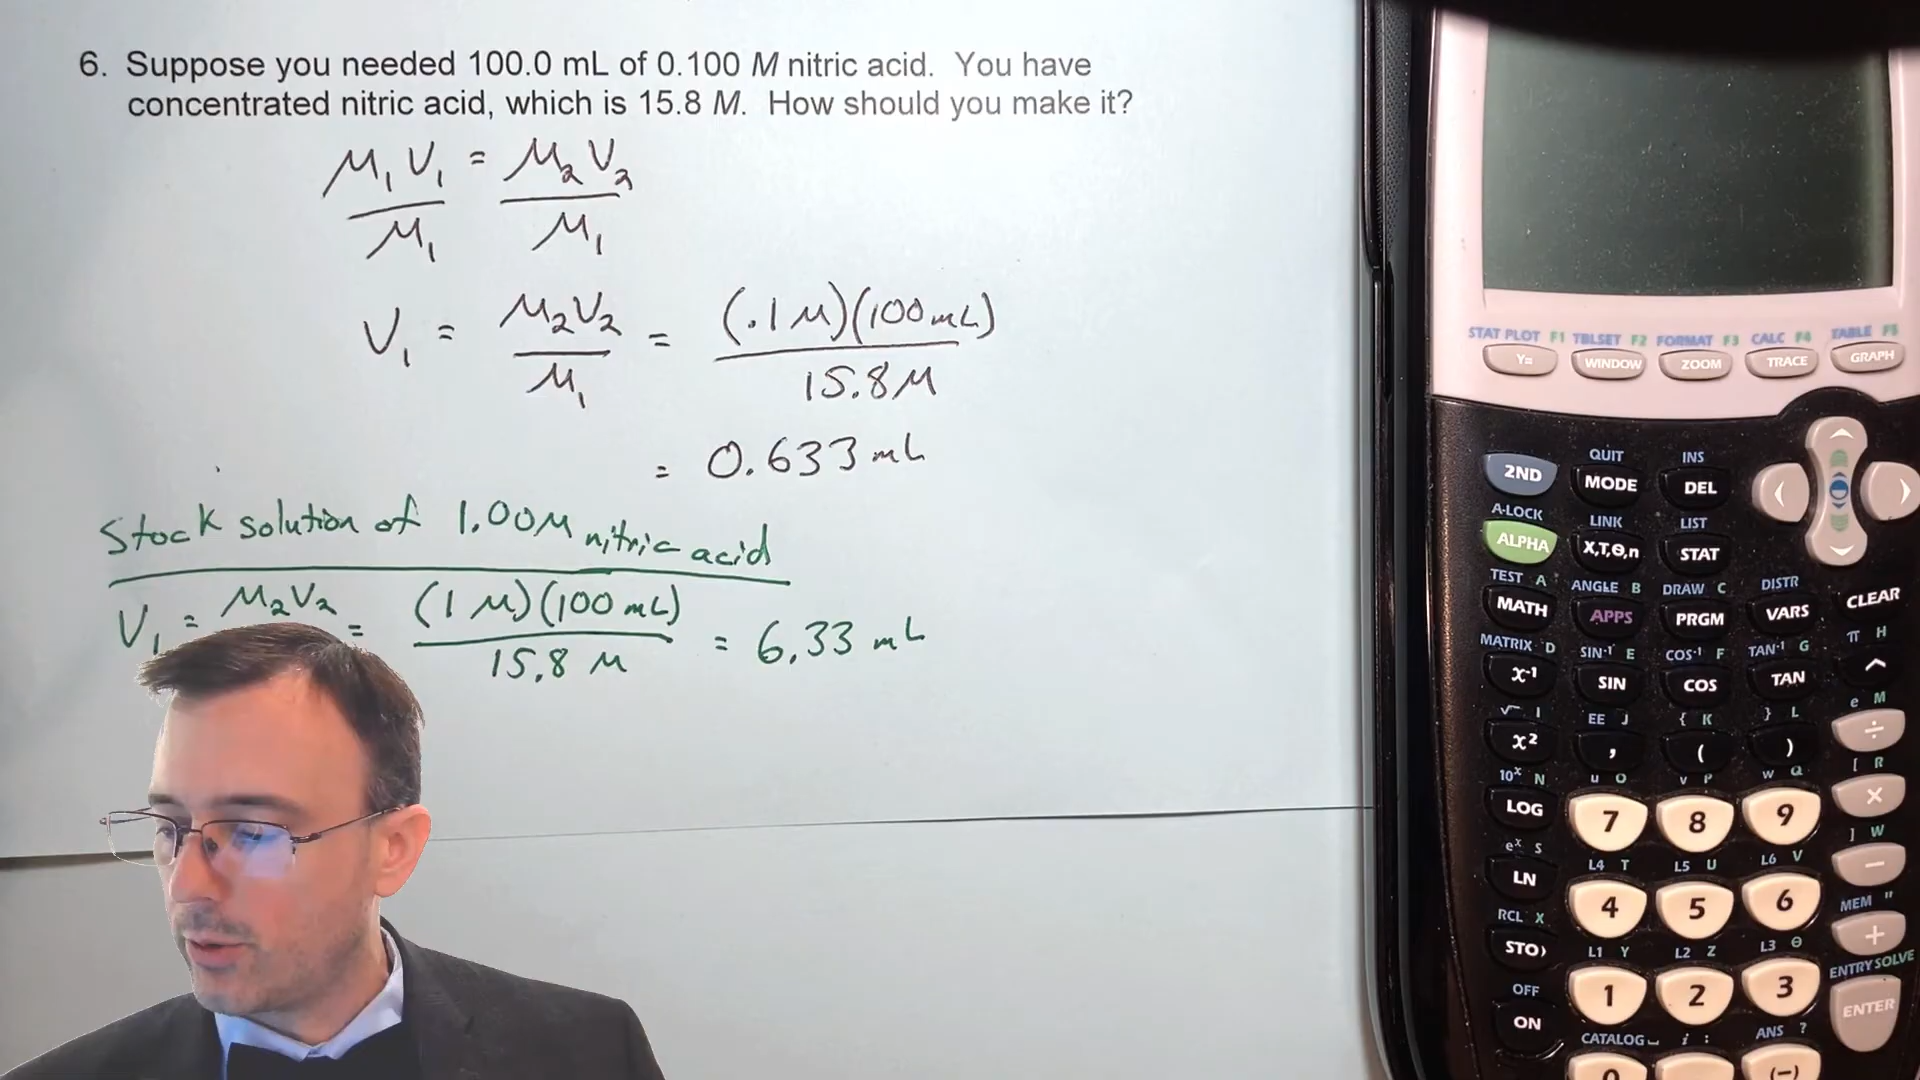 6. Suppose you needed 100.0 mL of 0.100 M nitric acid. You have
concentrated nitric acid, which is 15.8 M. How should you make it?
M₁V₁ = M₂V₂
M₁ M₁
V₁ = M₂V₂ = (.1 M)(100 mL)
M₁ 15.8 M
= 0.633 mL
Stock solution of 1.00 M nitric acid
V₁ = M₂V₂ = (1 M)(100 mL) = 6.33 mL
15.8 M
STAT PLOT F1 TBLSET F2 FORMAT F3 CALC F4 TABLE F5
Y= WINDOW ZOOM TRACE GRAPH
QUIT INS
2ND MODE DEL
A-LOCK LINK LIST
ALPHA X,T,Θ,n STAT
TEST A ANGLE B DRAW C DISTR
MATH APPS PRGM VARS CLEAR
MATRIX D SIN⁻¹ E COS⁻¹ F TAN⁻¹ G π H
x⁻¹ SIN COS TAN ^
√ I EE J { K } L e M
x² , ( ) ÷
10ˣ N u O v P w Q [ R
LOG 7 8 9 ×
eˣ S L4 T L5 U L6 V ] W
LN 4 5 6 −
RCL X L1 Y L2 Z L3 θ MEM "
STO› 1 2 3 +
OFF CATALOG ⎵ i : ANS ? ENTRY SOLVE
ON 0 (−) ENTER